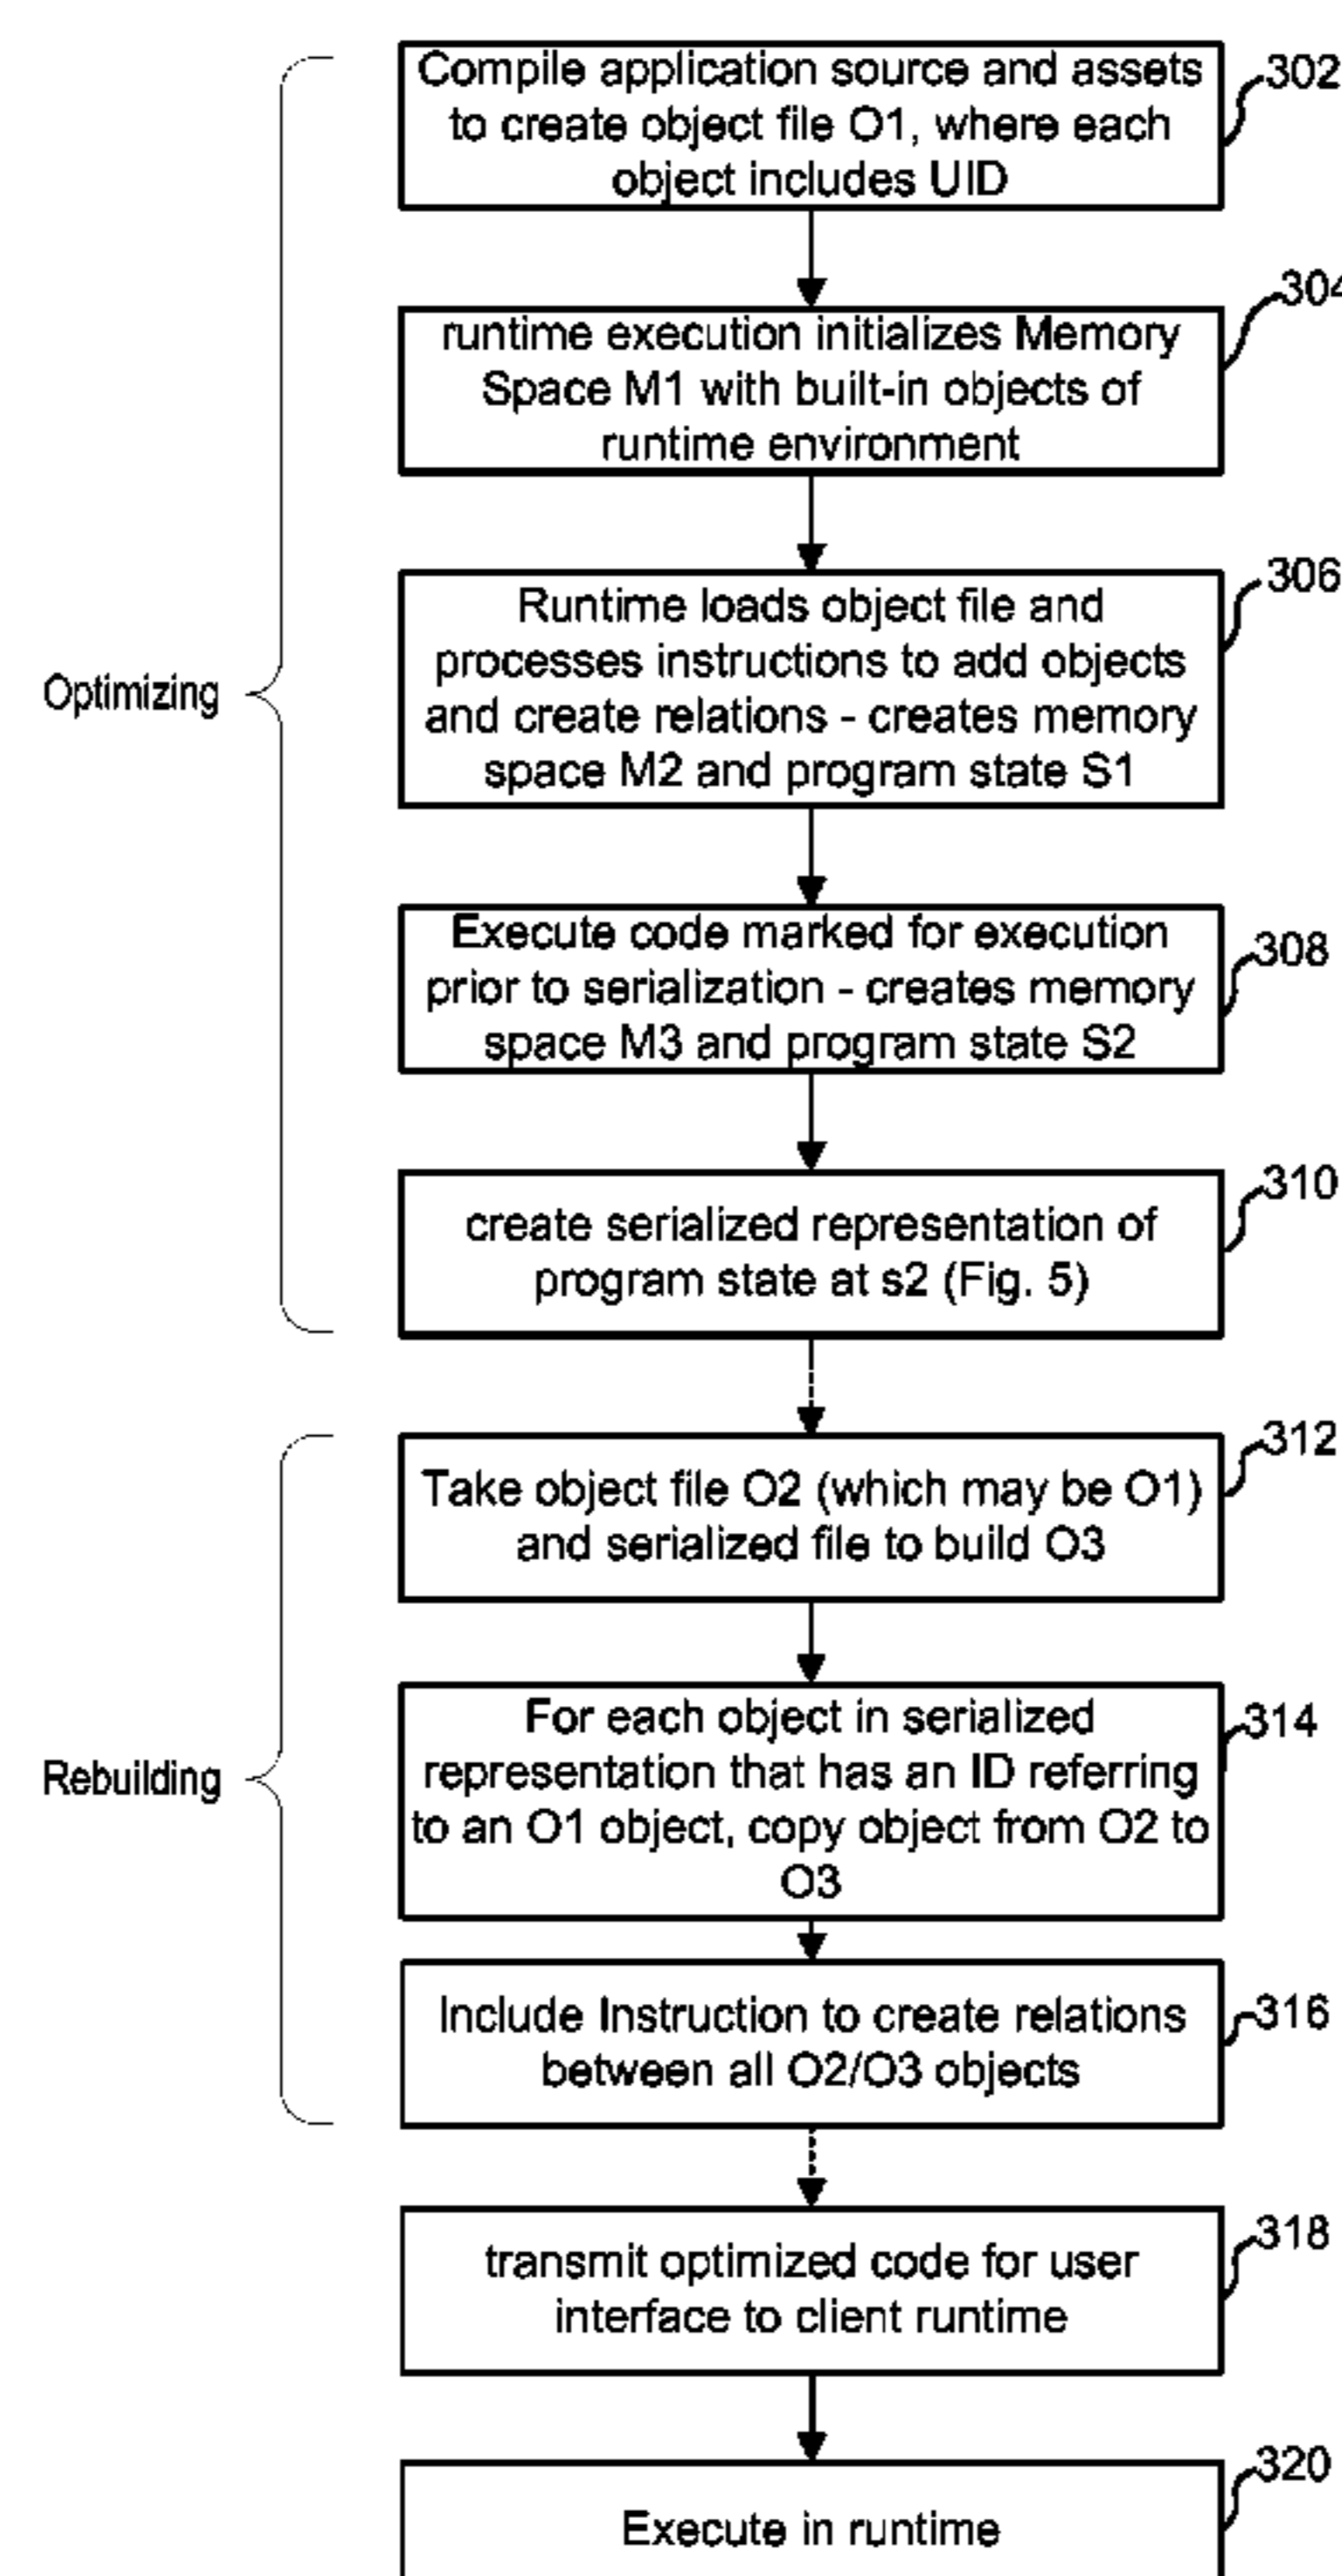 Compile application source and assets
to create object file O1, where each
object includes UID
302
runtime execution initializes Memory
Space M1 with built-in objects of
runtime environment
304
Runtime loads object file and
processes instructions to add objects
and create relations - creates memory
space M2 and program state S1
306
Optimizing
Execute code marked for execution
prior to serialization - creates memory
space M3 and program state S2
308
create serialized representation of
program state at s2 (Fig. 5)
310
Take object file O2 (which may be O1)
and serialized file to build O3
312
For each object in serialized
representation that has an ID referring
to an O1 object, copy object from O2 to
O3
314
Rebuilding
Include Instruction to create relations
between all O2/O3 objects
316
transmit optimized code for user
interface to client runtime
318
Execute in runtime
320